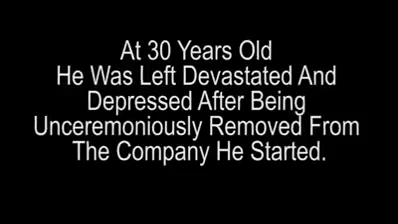 At 30 Years Old
He Was Left Devastated And
Depressed After Being
Unceremoniously Removed From
The Company He Started.